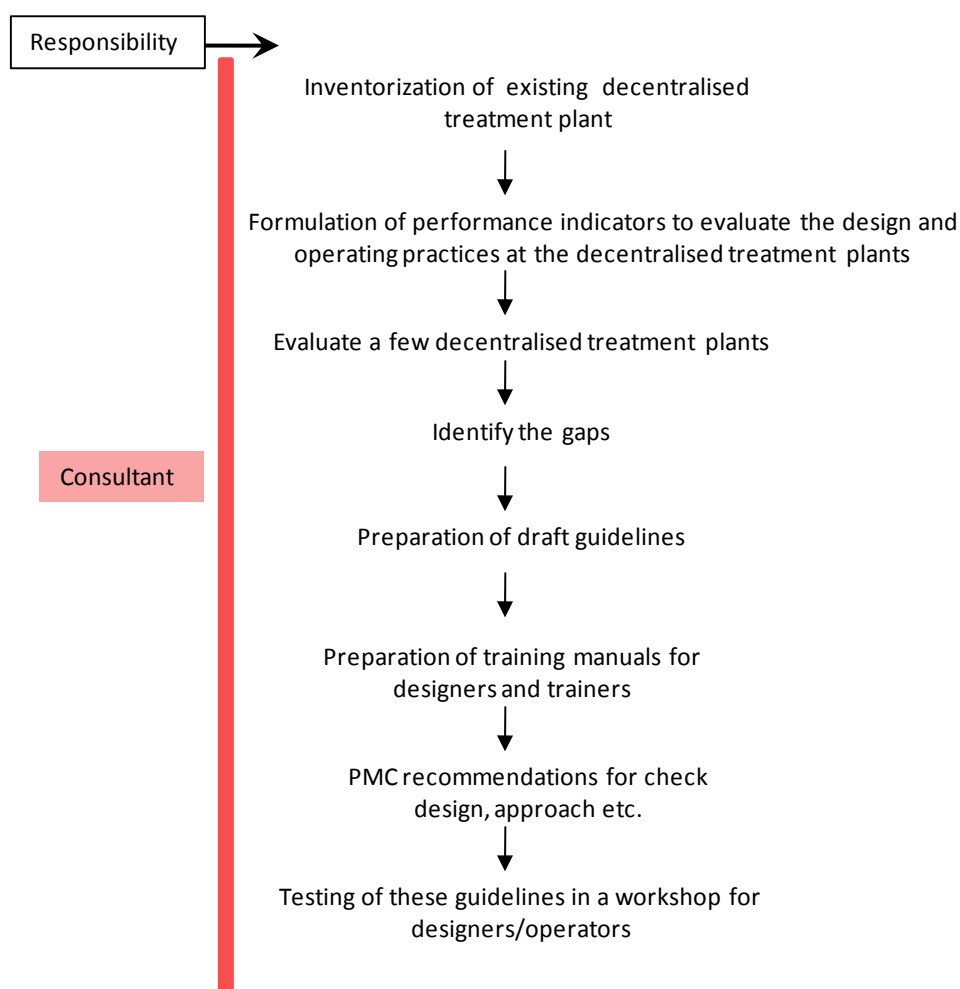 Responsibility
Inventorization of existing decentralised
treatment plant
Formulation of performance indicators to evaluate the design and
operating practices at the decentralised treatment plants
Evaluate a few decentralised treatment plants
Identify the gaps
Consultant
Preparation of draft guidelines
Preparation of training manuals for
designers and trainers
PMC recommendations for check
design, approach etc.
Testing of these guidelines in a workshop for
designers/operators